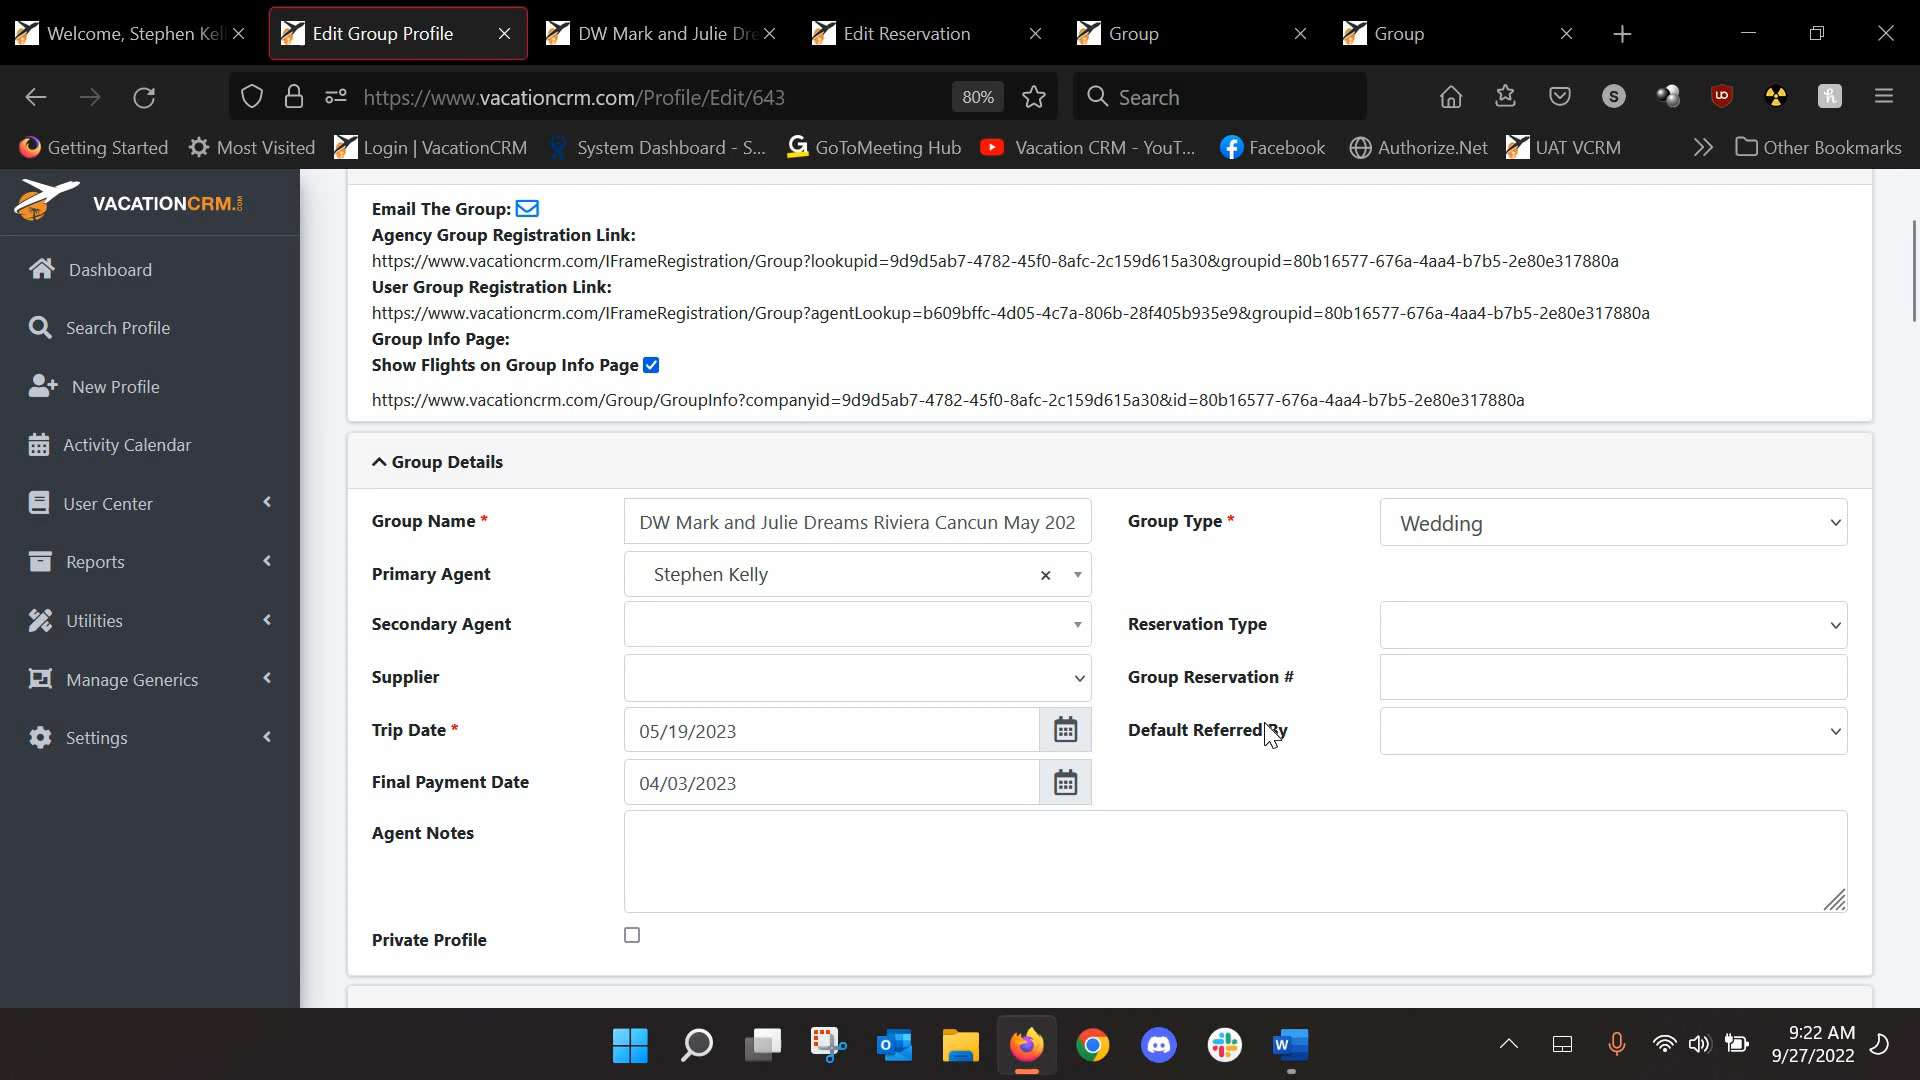 Welcome, Stephen Kell
Edit Group Profile
DW Mark and Julie Dre
Edit Reservation
Group
Group
https://www.vacationcrm.com/Profile/Edit/643
80%
Search
S
UO
h
Getting Started
Most Visited
Login | VacationCRM
System Dashboard - S...
GoToMeeting Hub
Vacation CRM - YouT...
Facebook
Authorize.Net
UAT VCRM
Other Bookmarks
VACATIONCRM.COM
Dashboard
Search Profile
New Profile
Activity Calendar
User Center
Reports
Utilities
Manage Generics
Settings
Email The Group:
Agency Group Registration Link:
https://www.vacationcrm.com/IFrameRegistration/Group?lookupid=9d9d5ab7-4782-45f0-8afc-2c159d615a30&groupid=80b16577-676a-4aa4-b7b5-2e80e317880a
User Group Registration Link:
https://www.vacationcrm.com/IFrameRegistration/Group?agentLookup=b609bffc-4d05-4c7a-806b-28f405b935e9&groupid=80b16577-676a-4aa4-b7b5-2e80e317880a
Group Info Page:
Show Flights on Group Info Page
https://www.vacationcrm.com/Group/GroupInfo?companyid=9d9d5ab7-4782-45f0-8afc-2c159d615a30&id=80b16577-676a-4aa4-b7b5-2e80e317880a
Group Details
Group Name * DW Mark and Julie Dreams Riviera Cancun May 202 Group Type * Wedding
Primary Agent Stephen Kelly
Secondary Agent Reservation Type
Supplier Group Reservation #
Trip Date * 05/19/2023 Default Referred By
Final Payment Date 04/03/2023
Agent Notes
Private Profile
9:22 AM
9/27/2022